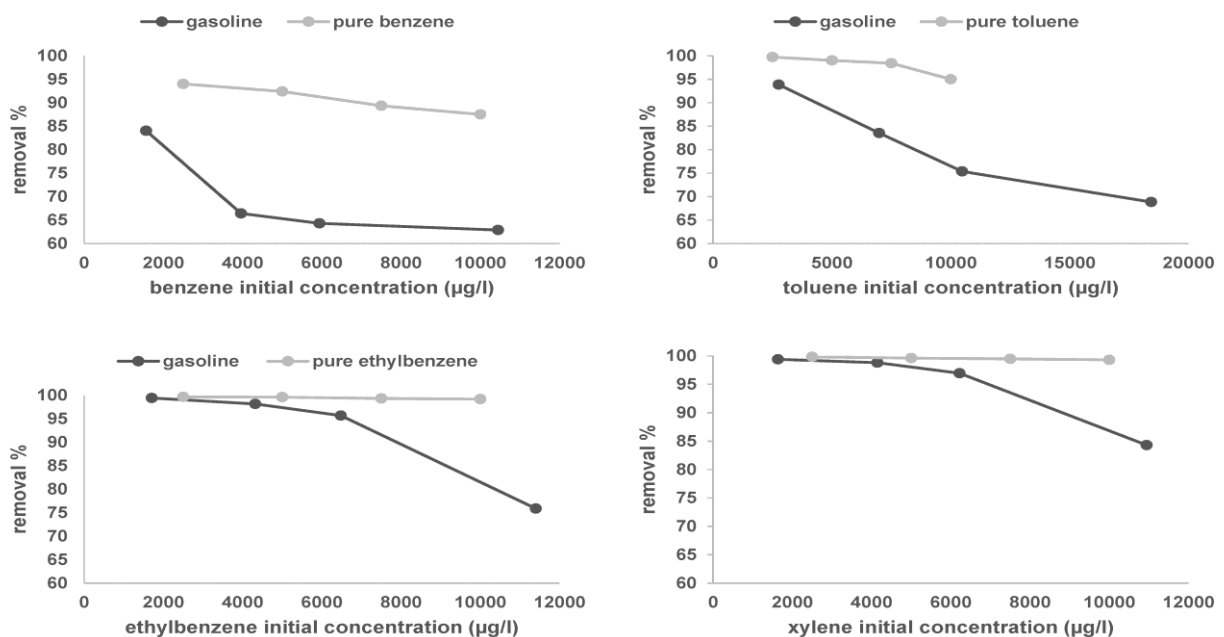 gasoline pure benzene
100
95
90
85
80
75
70
65
60
removal %
0 2000 4000 6000 8000 10000 12000
benzene initial concentration (µg/l)
gasoline pure toluene
100
95
90
85
80
75
70
65
60
removal %
0 5000 10000 15000 20000
toluene initial concentration (µg/l)
gasoline pure ethylbenzene
100
95
90
85
80
75
70
65
60
removal %
0 2000 4000 6000 8000 10000 12000
ethylbenzene initial concentration (µg/l)
100
95
90
85
80
75
70
65
60
removal %
0 2000 4000 6000 8000 10000 12000
xylene initial concentration (µg/l)